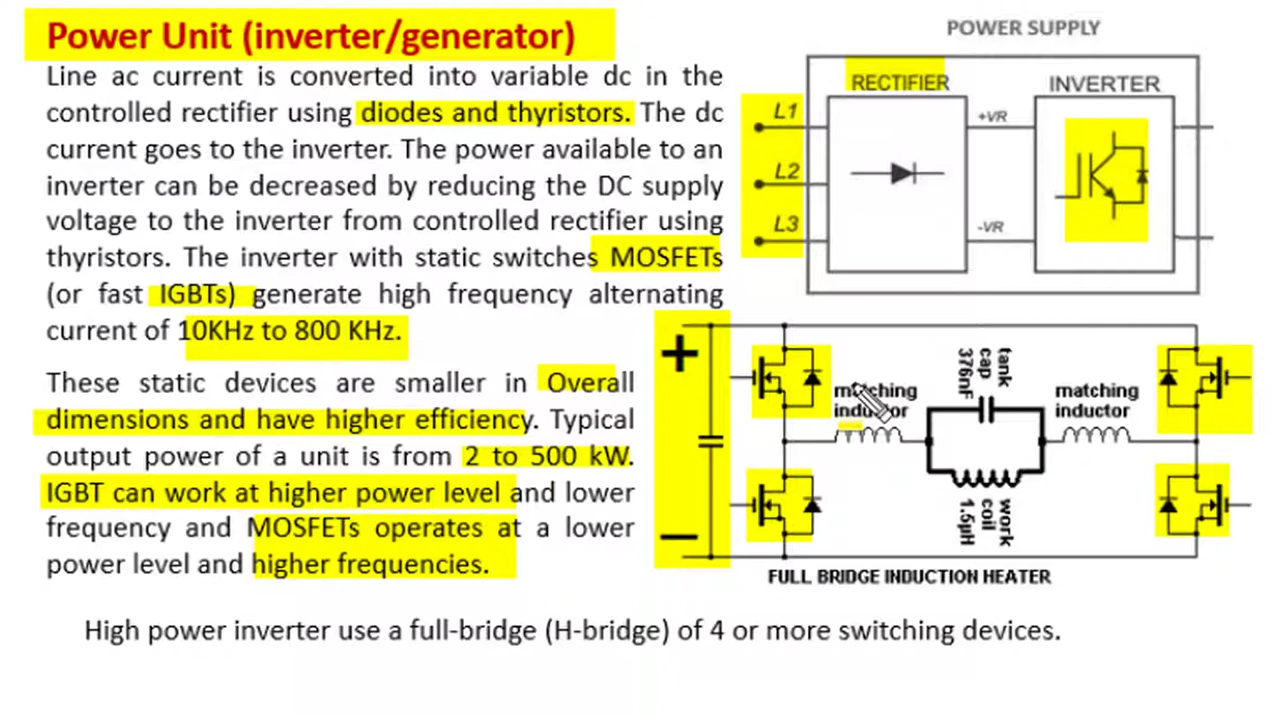 Power Unit (inverter/generator)
Line ac current is converted into variable dc in the
controlled rectifier using diodes and thyristors. The dc
current goes to the inverter. The power available to an
inverter can be decreased by reducing the DC supply
voltage to the inverter from controlled rectifier using
thyristors. The inverter with static switches MOSFETs
(or fast IGBTs) generate high frequency alternating
current of 10KHz to 800 KHz.
These static devices are smaller in Overall
dimensions and have higher efficiency. Typical
output power of a unit is from 2 to 500 kW.
IGBT can work at higher power level and lower
frequency and MOSFETs operates at a lower
power level and higher frequencies.
POWER SUPPLY
RECTIFIER
INVERTER
L1
L2
L3
+VR
-VR
+
−
matching
inductor
tank
cap
376nF
matching
inductor
work
coil
1.5µH
FULL BRIDGE INDUCTION HEATER
High power inverter use a full-bridge (H-bridge) of 4 or more switching devices.